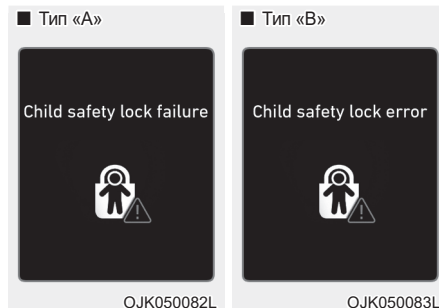 ■ Тип «А»
Child safety lock failure
OJK050082L
■ Тип «В»
Child safety lock error
OJK050083L